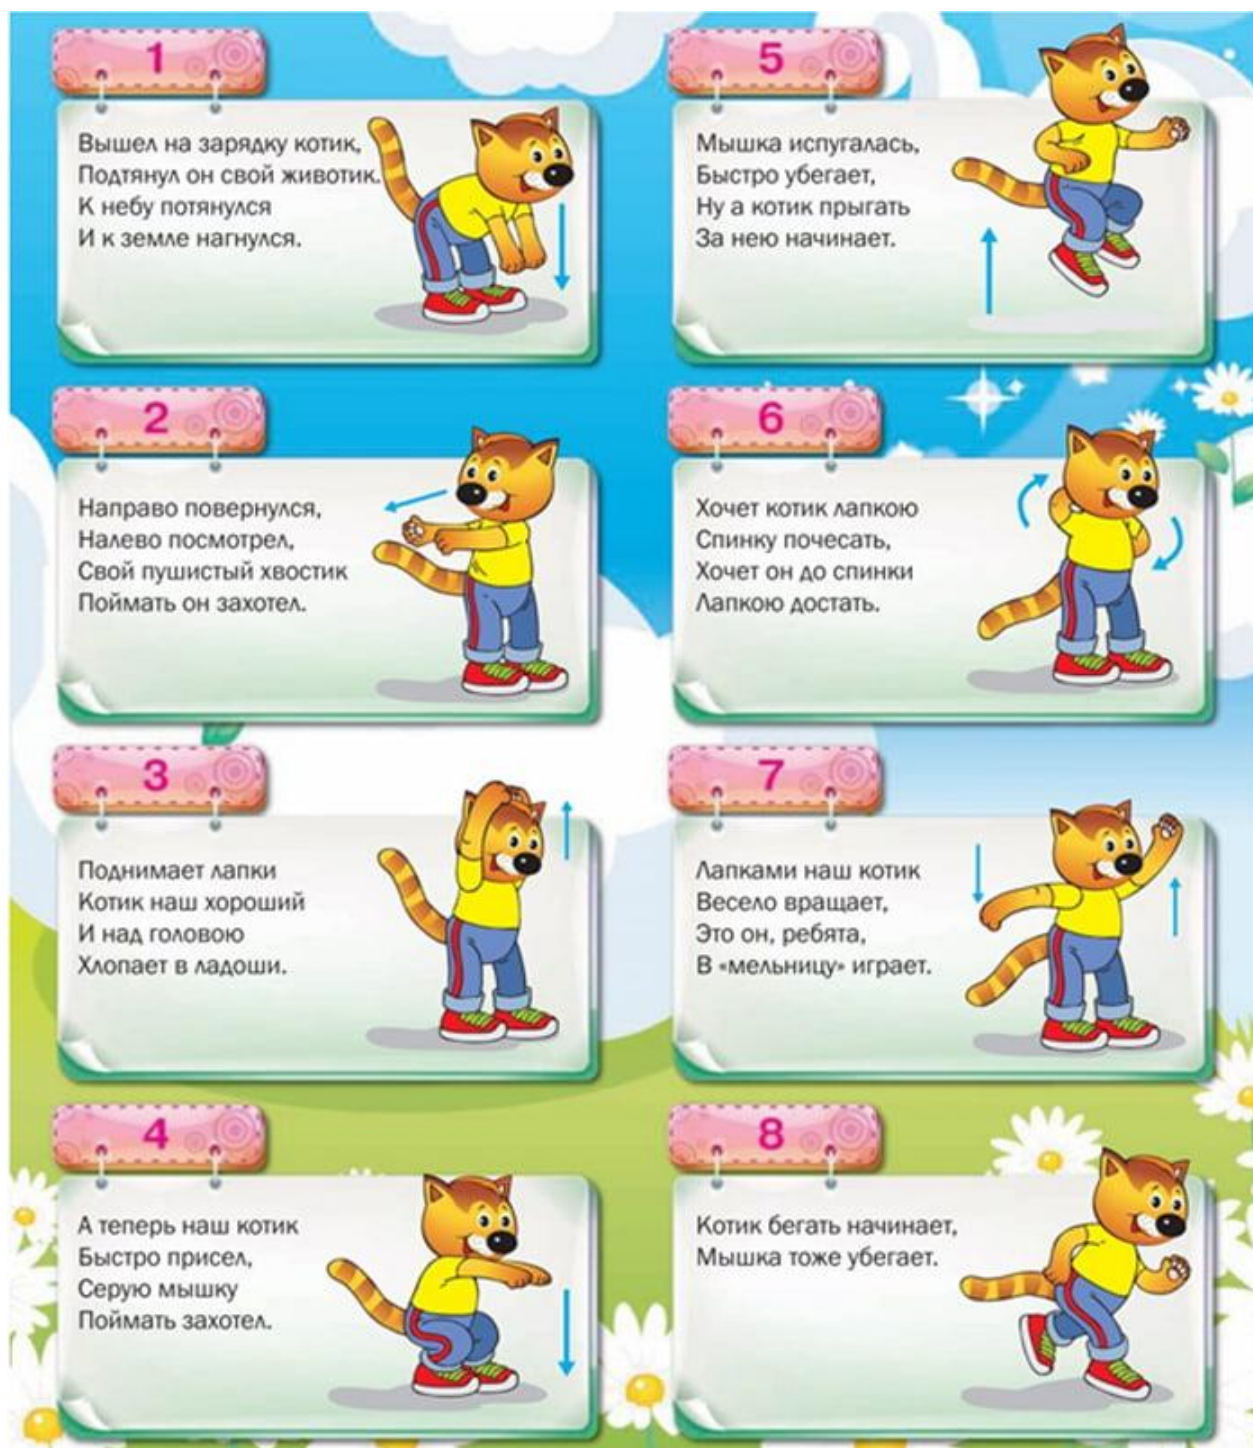 1
Вышел на зарядку котик,
Подтянул он свой животик.
К небу потянулся
И к земле нагнулся.
2
Направо повернулся,
Налево посмотрел,
Свой пушистый хвостик
Поймать он захотел.
3
Поднимает лапки
Котик наш хороший
И над головою
Хлопает в ладоши.
4
А теперь наш котик
Быстро присел,
Серую мышку
Поймать захотел.
5
Мышка испугалась,
Быстро убегает,
Ну а котик прыгать
За нею начинает.
6
Хочет котик лапкою
Спинку почесать,
Хочет он до спинки
Лапкою достать.
7
Лапками наш котик
Весело вращает,
Это он, ребята,
В «мельницу» играет.
8
Котик бегать начинает,
Мышка тоже убегает.